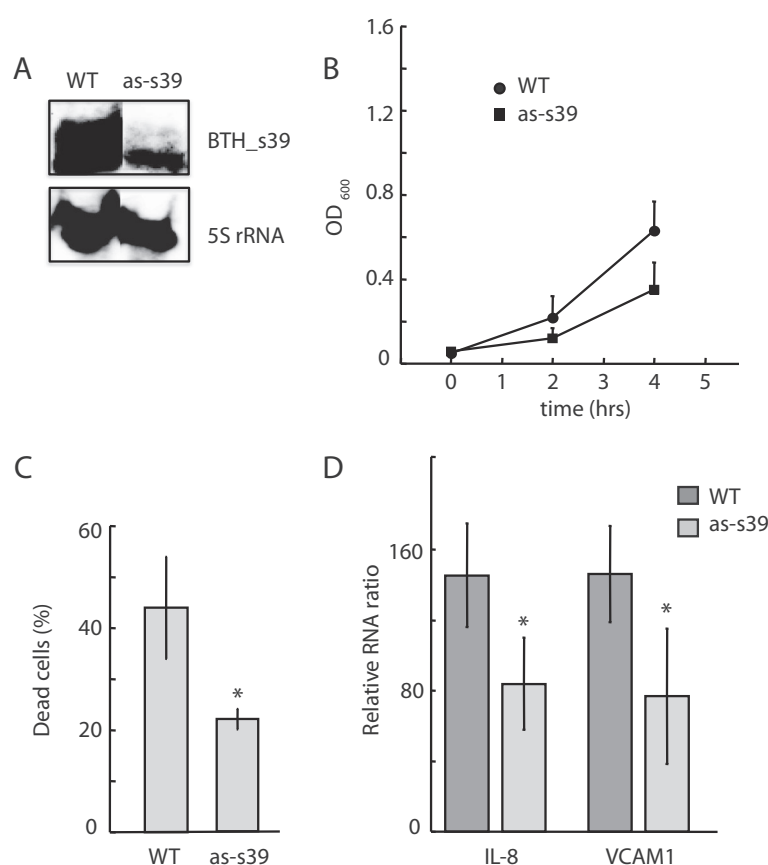 A
WT as-s39
BTH_s39
5S rRNA
B
1.6
1.2
0.8
0.4
0
OD600
WT
as-s39
0 1 2 3 4 5
time (hrs)
C
60
40
20
0
Dead cells (%)
*
WT as-s39
D
160
80
0
Relative RNA ratio
WT
as-s39
*
*
IL-8 VCAM1